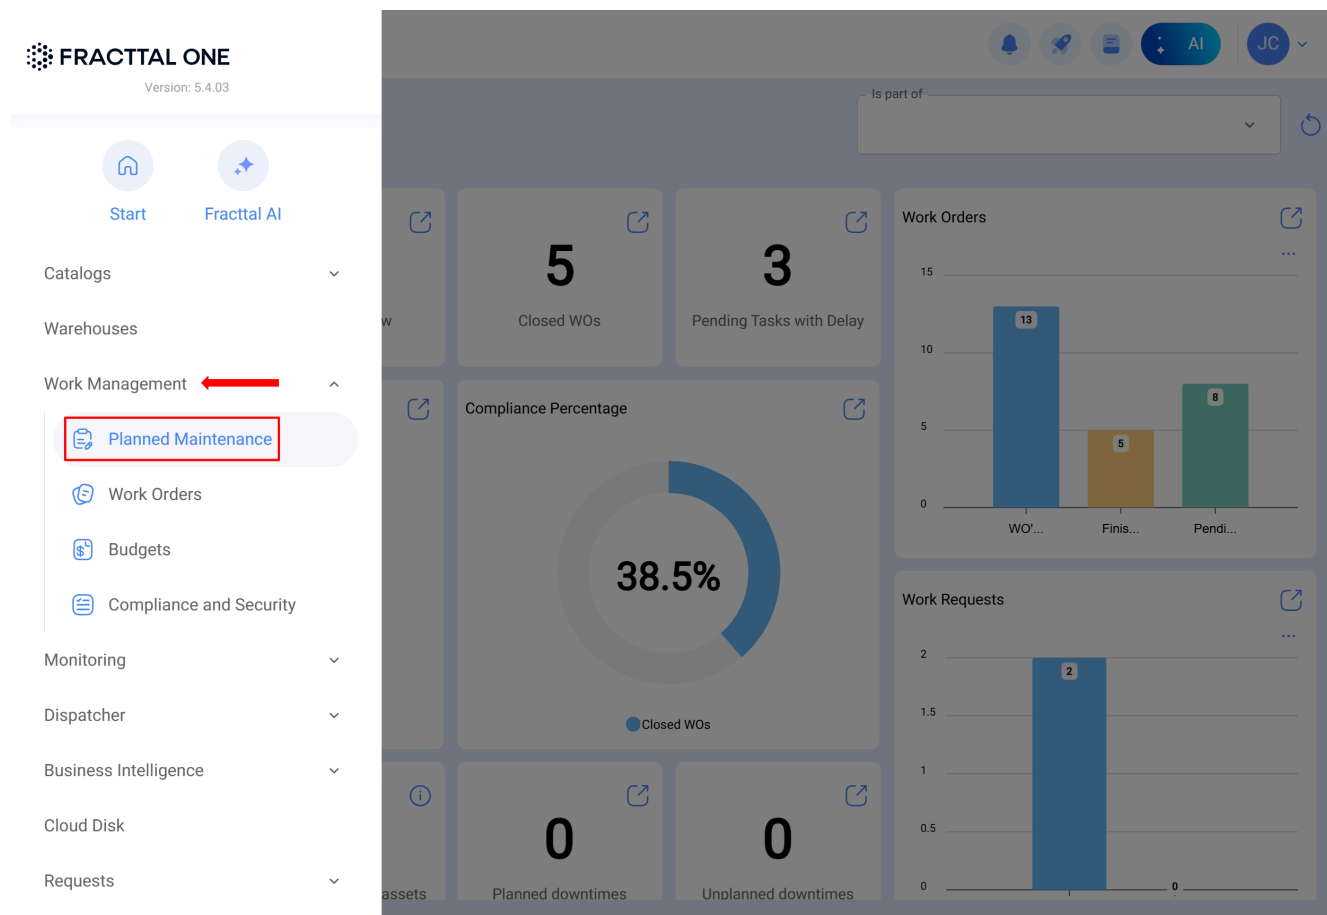 FRACTTAL ONE
Version: 5.4.03
Start
Fracttal AI
Catalogs
Warehouses
Work Management
Planned Maintenance
Work Orders
Budgets
Compliance and Security
Monitoring
Dispatcher
Business Intelligence
Cloud Disk
Requests
AI
JC
Is part of
w
5
Closed WOs
3
Pending Tasks with Delay
Work Orders
...
15
10
5
0
13
5
8
WO'...
Finis...
Pendi...
Compliance Percentage
38.5%
Closed WOs
Work Requests
...
2
1.5
1
0.5
0
2
0
assets
0
Planned downtimes
0
Unplanned downtimes